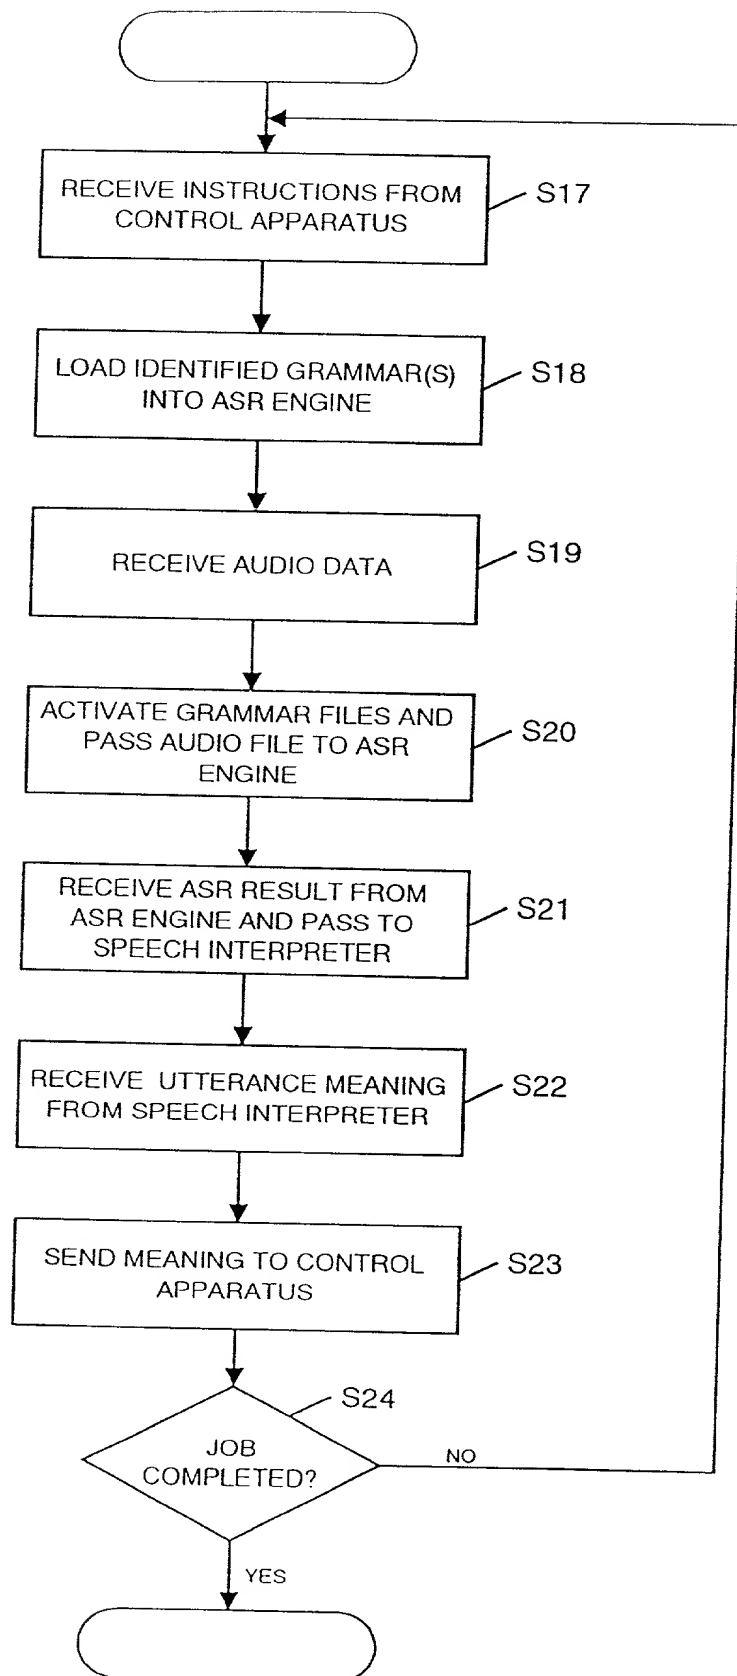 RECEIVE INSTRUCTIONS FROM
CONTROL APPARATUS
S17
LOAD IDENTIFIED GRAMMAR(S)
INTO ASR ENGINE
S18
RECEIVE AUDIO DATA
S19
ACTIVATE GRAMMAR FILES AND
PASS AUDIO FILE TO ASR
ENGINE
S20
RECEIVE ASR RESULT FROM
ASR ENGINE AND PASS TO
SPEECH INTERPRETER
S21
RECEIVE UTTERANCE MEANING
FROM SPEECH INTERPRETER
S22
SEND MEANING TO CONTROL
APPARATUS
S23
S24
JOB
COMPLETED?
NO
YES